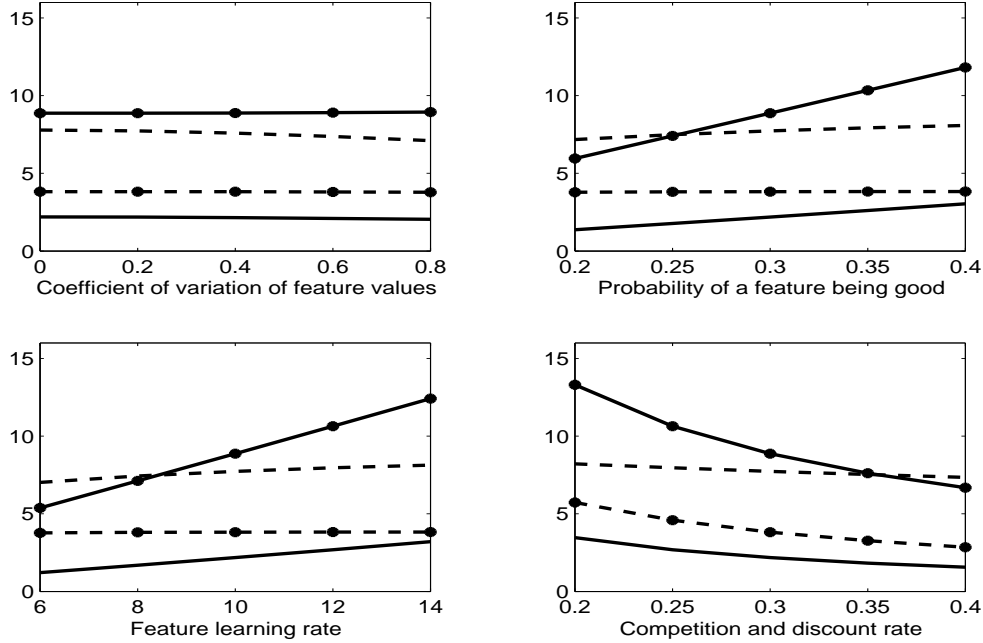 15
10
5
0
0 0.2 0.4 0.6 0.8
Coefficient of variation of feature values
15
10
5
0
0.2 0.25 0.3 0.35 0.4
Probability of a feature being good
15
10
5
0
6 8 10 12 14
Feature learning rate
15
10
5
0
0.2 0.25 0.3 0.35 0.4
Competition and discount rate